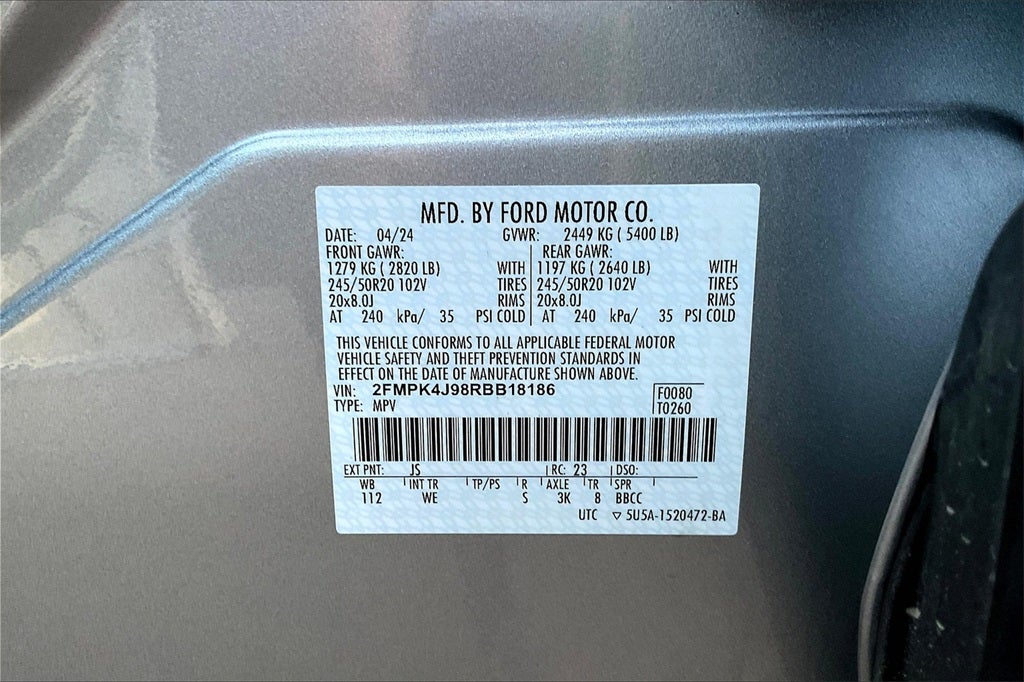 MFD. BY FORD MOTOR CO.
DATE: 04/24 GVWR: 2449 KG ( 5400 LB)
FRONT GAWR: REAR GAWR:
1279 KG ( 2820 LB) WITH 1197 KG ( 2640 LB) WITH
245/50R20 102V TIRES 245/50R20 102V TIRES
20x8.0J RIMS 20x8.0J RIMS
AT 240 kPa/ 35 PSI COLD AT 240 kPa/ 35 PSI COLD
THIS VEHICLE CONFORMS TO ALL APPLICABLE FEDERAL MOTOR
VEHICLE SAFETY AND THEFT PREVENTION STANDARDS IN
EFFECT ON THE DATE OF MANUFACTURE SHOWN ABOVE.
VIN: 2FMPK4J98RBB18186 F0080
TYPE: MPV T0260
EXT PNT: JS RC: 23 DSO:
WB INT TR TP/PS R AXLE TR SPR
112 WE S 3K 8 BBCC
UTC ▽ 5U5A-1520472-BA